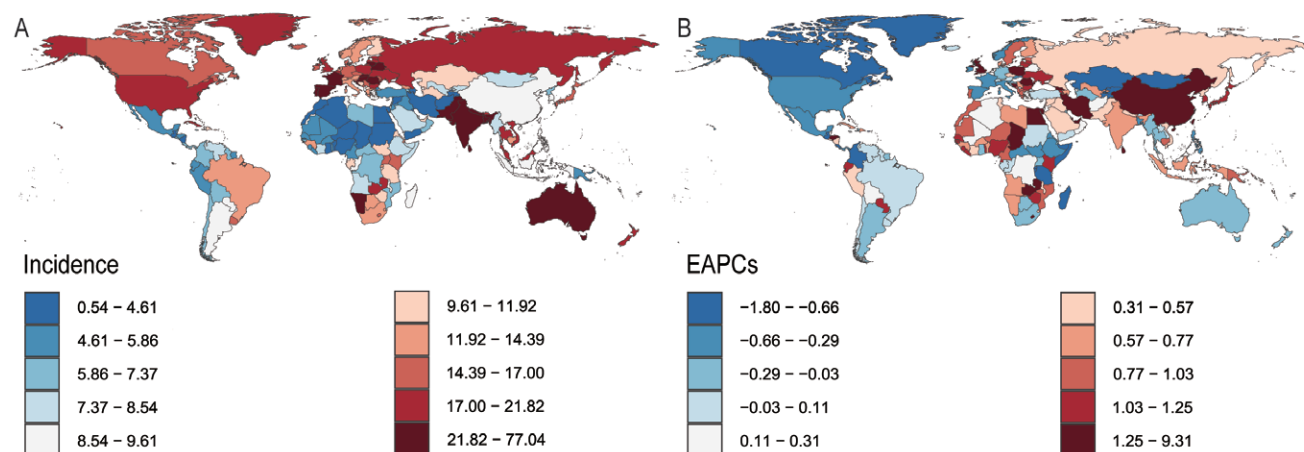 A
B
Incidence
0.54 – 4.61
4.61 – 5.86
5.86 – 7.37
7.37 – 8.54
8.54 – 9.61
9.61 – 11.92
11.92 – 14.39
14.39 – 17.00
17.00 – 21.82
21.82 – 77.04
EAPCs
−1.80 – −0.66
−0.66 – −0.29
−0.29 – −0.03
−0.03 – 0.11
0.11 – 0.31
0.31 – 0.57
0.57 – 0.77
0.77 – 1.03
1.03 – 1.25
1.25 – 9.31